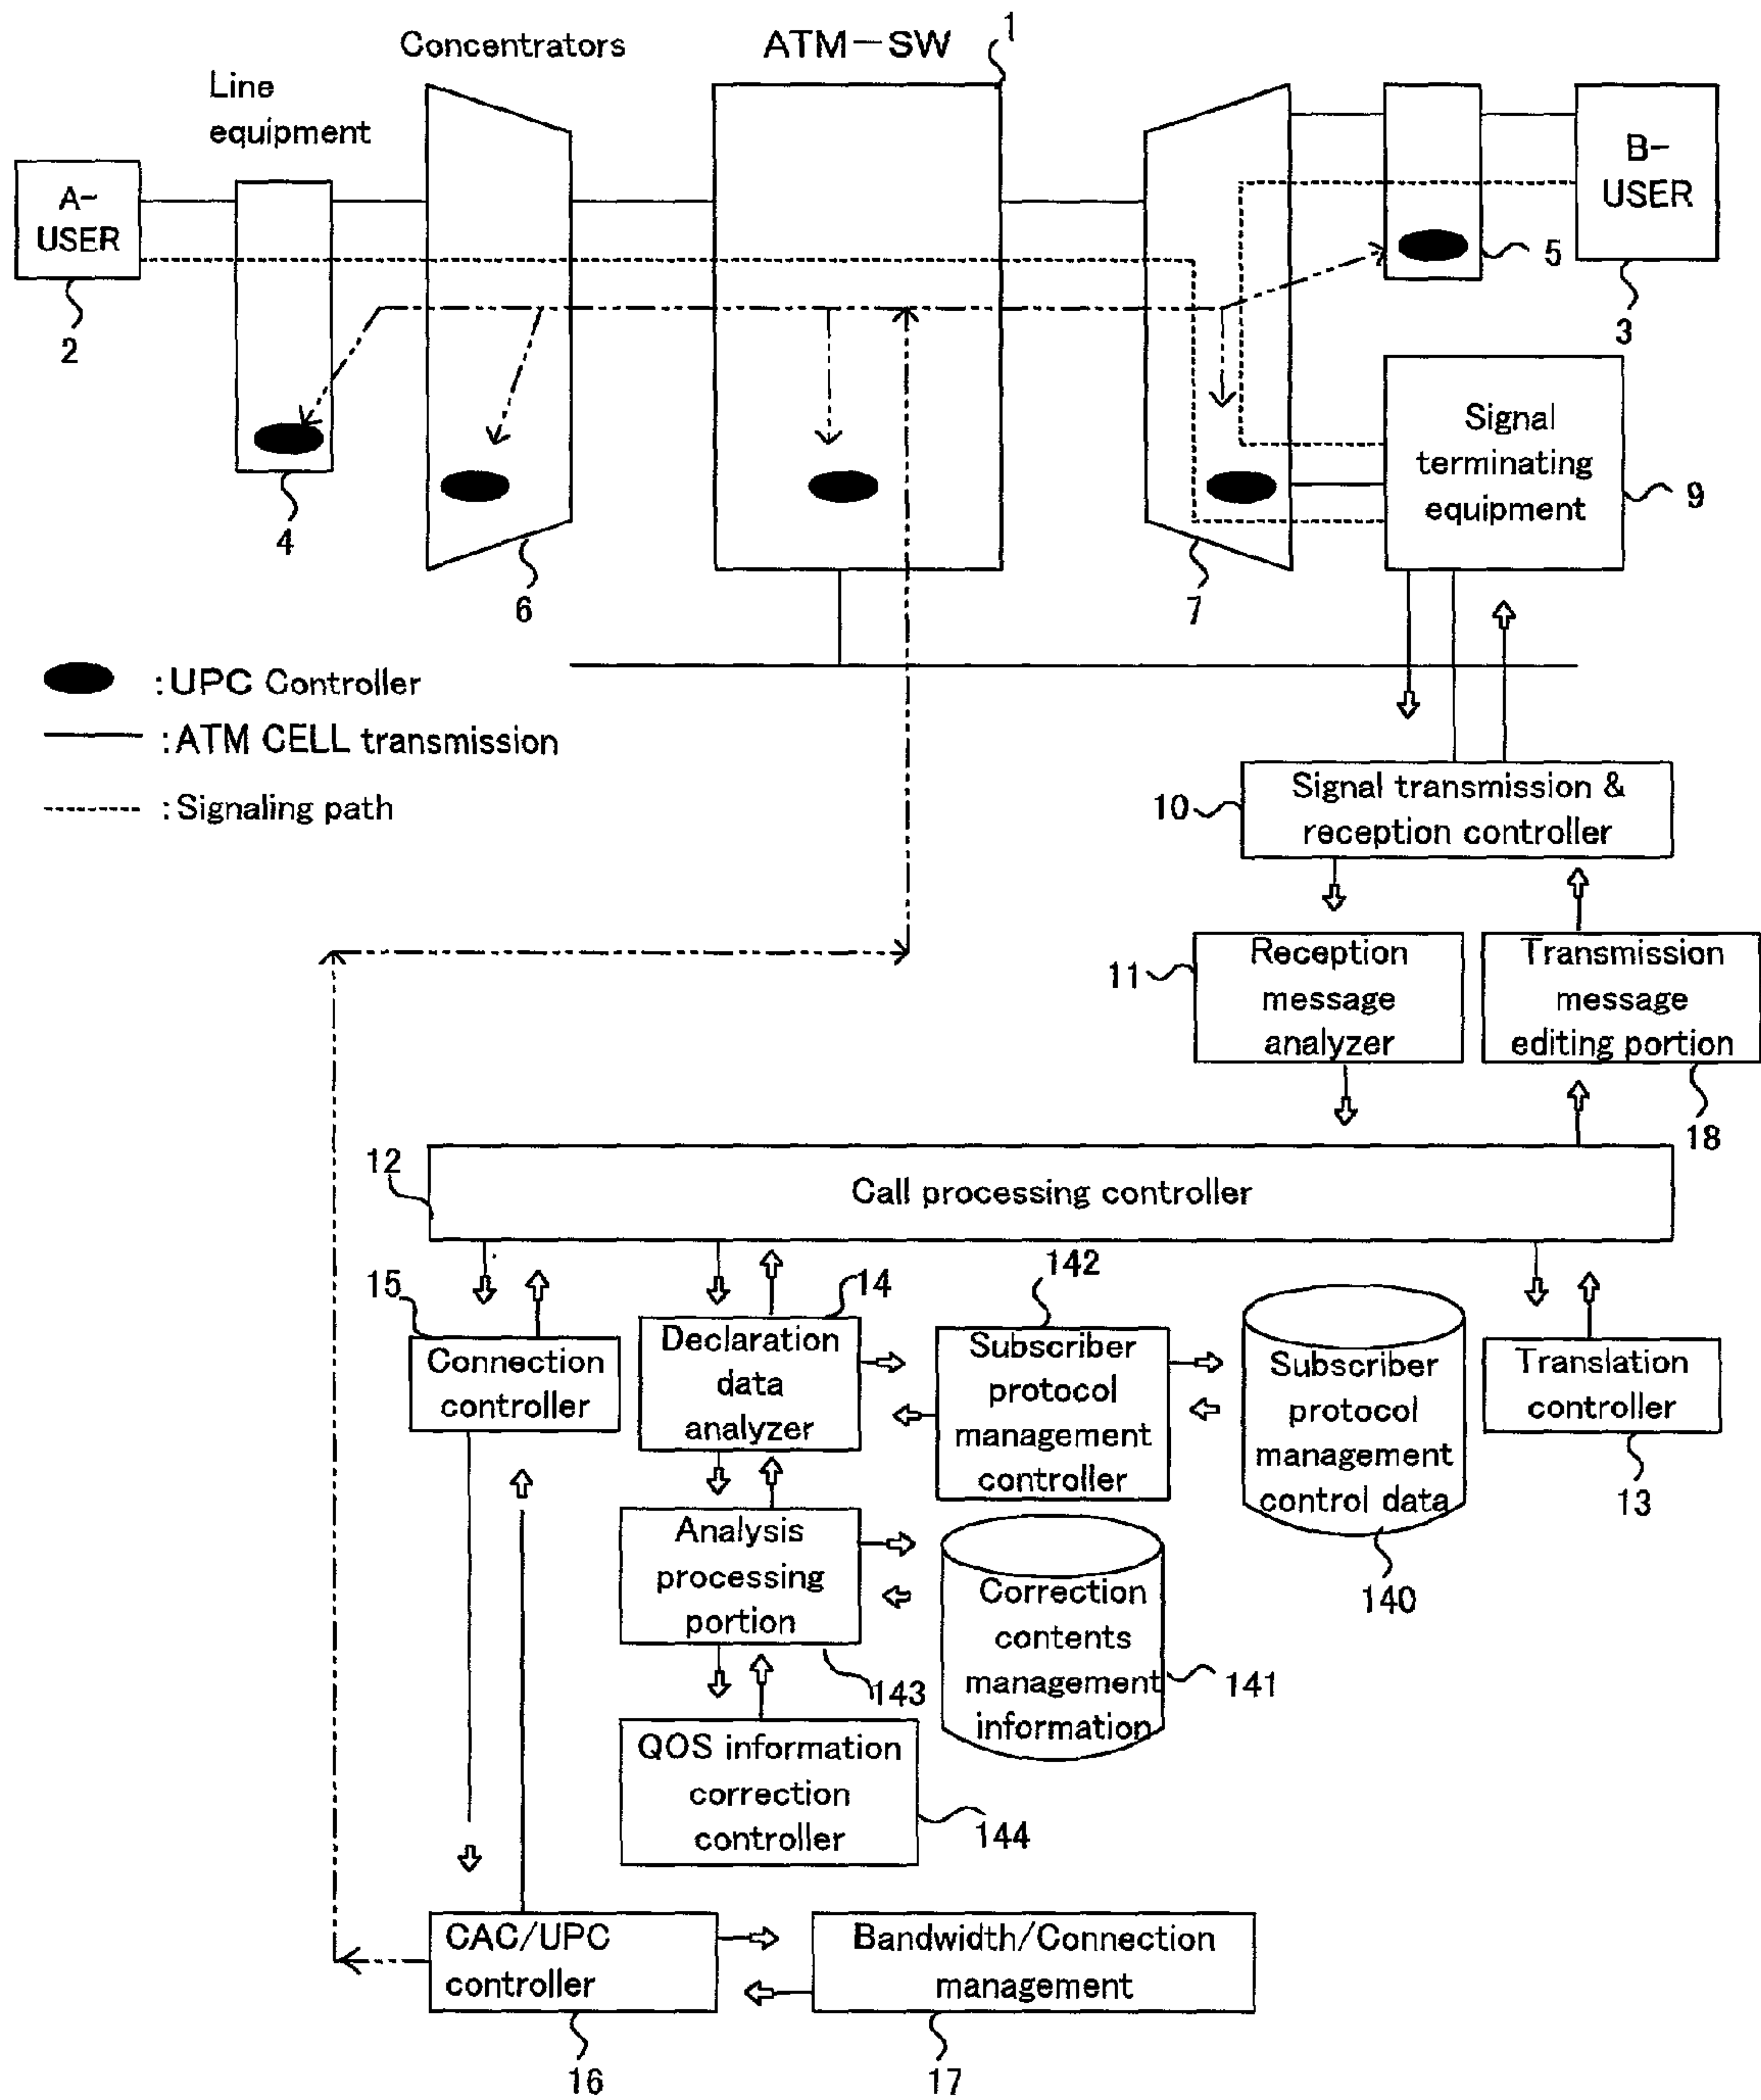 Concentrators
ATM-SW
1
Line
equipment
A-
USER
B-
USER
2
5
3
4
6
7
Signal
terminating
equipment
9
:UPC Controller
:ATM CELL transmission
:Signaling path
10
Signal transmission &
reception controller
11
Reception
message
analyzer
Transmission
message
editing portion
18
12
Call processing controller
15
Connection
controller
14
Declaration
data
analyzer
142
Subscriber
protocol
management
controller
Subscriber
protocol
management
control data
140
Translation
controller
13
Analysis
processing
portion
143
Correction
contents
management
information
141
QOS information
correction
controller
144
CAC/UPC
controller
16
Bandwidth/Connection
management
17